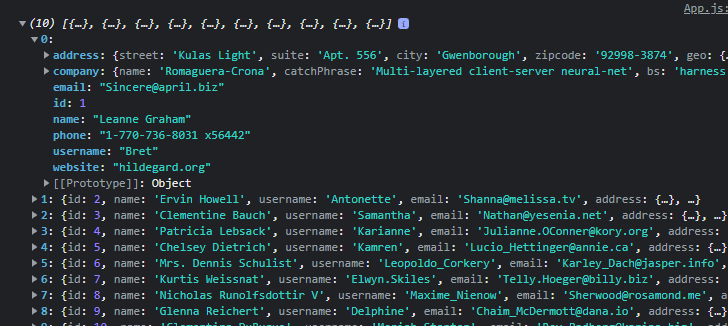 App.js:
(10) [{…}, {…}, {…}, {…}, {…}, {…}, {…}, {…}, {…}, {…}] i
0:
address: {street: 'Kulas Light', suite: 'Apt. 556', city: 'Gwenborough', zipcode: '92998-3874', geo: {…
company: {name: 'Romaguera-Crona', catchPhrase: 'Multi-layered client-server neural-net', bs: 'harness
email: "Sincere@april.biz"
id: 1
name: "Leanne Graham"
phone: "1-770-736-8031 x56442"
username: "Bret"
website: "hildegard.org"
[[Prototype]]: Object
1: {id: 2, name: 'Ervin Howell', username: 'Antonette', email: 'Shanna@melissa.tv', address: {…}, …}
2: {id: 3, name: 'Clementine Bauch', username: 'Samantha', email: 'Nathan@yesenia.net', address: {…}, …
3: {id: 4, name: 'Patricia Lebsack', username: 'Karianne', email: 'Julianne.OConner@kory.org', address:
4: {id: 5, name: 'Chelsey Dietrich', username: 'Kamren', email: 'Lucio_Hettinger@annie.ca', address: {…
5: {id: 6, name: 'Mrs. Dennis Schulist', username: 'Leopoldo_Corkery', email: 'Karley_Dach@jasper.info',
6: {id: 7, name: 'Kurtis Weissnat', username: 'Elwyn.Skiles', email: 'Telly.Hoeger@billy.biz', address:
7: {id: 8, name: 'Nicholas Runolfsdottir V', username: 'Maxime_Nienow', email: 'Sherwood@rosamond.me', a
8: {id: 9, name: 'Glenna Reichert', username: 'Delphine', email: 'Chaim_McDermott@dana.io', address: {…}